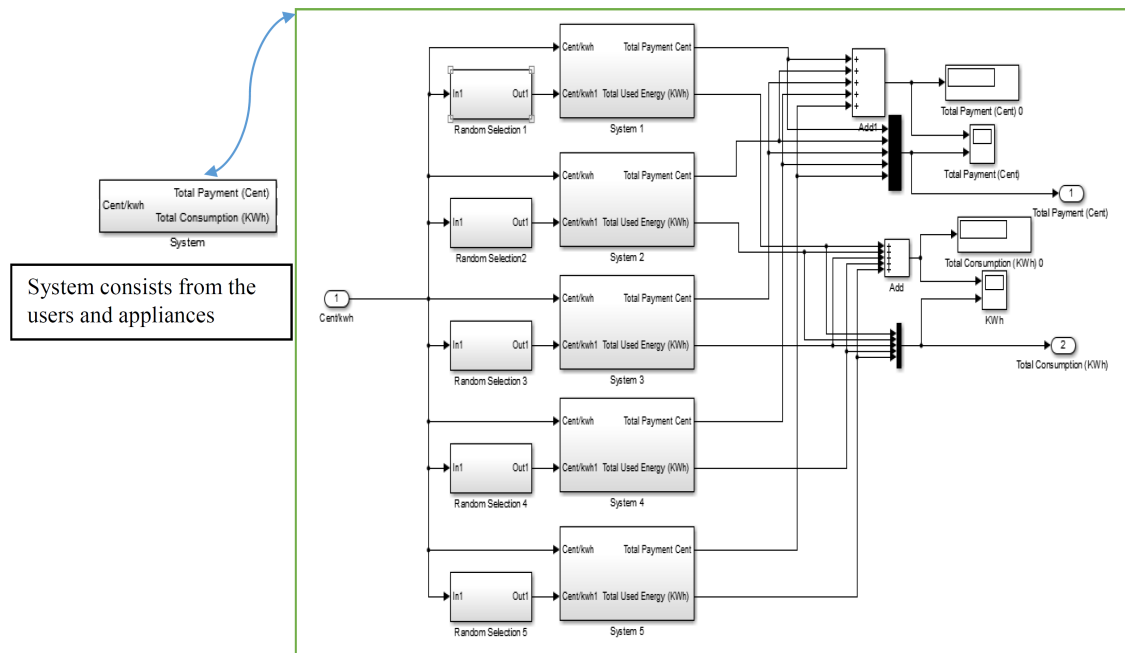 Total Payment (Cent)
Cent/kwh
Total Consumption (KWh)
System
System consists from the
users and appliances
1
Cent/kwh
In1
Out1
Random Selection 1
Cent/kwh
Total Payment Cent
Cent/kwh1
Total Used Energy (KWh)
System 1
In1
Out1
Random Selection2
Cent/kwh
Total Payment Cent
Cent/kwh1
Total Used Energy (KWh)
System 2
In1
Out1
Random Selection 3
Cent/kwh
Total Payment Cent
Cent/kwh1
Total Used Energy (KWh)
System 3
In1
Out1
Random Selection 4
Cent/kwh
Total Payment Cent
Cent/kwh1
Total Used Energy (KWh)
System 4
In1
Out1
Random Selection 5
Cent/kwh
Total Payment Cent
Cent/kwh1
Total Used Energy (KWh)
System 5
+
+
+
+
+
Add1
Total Payment (Cent) 0
Total Payment (Cent)
1
Total Payment (Cent)
+
+
+
+
+
Add
Total Consumption (KWh) 0
KWh
2
Total Consumption (KWh)